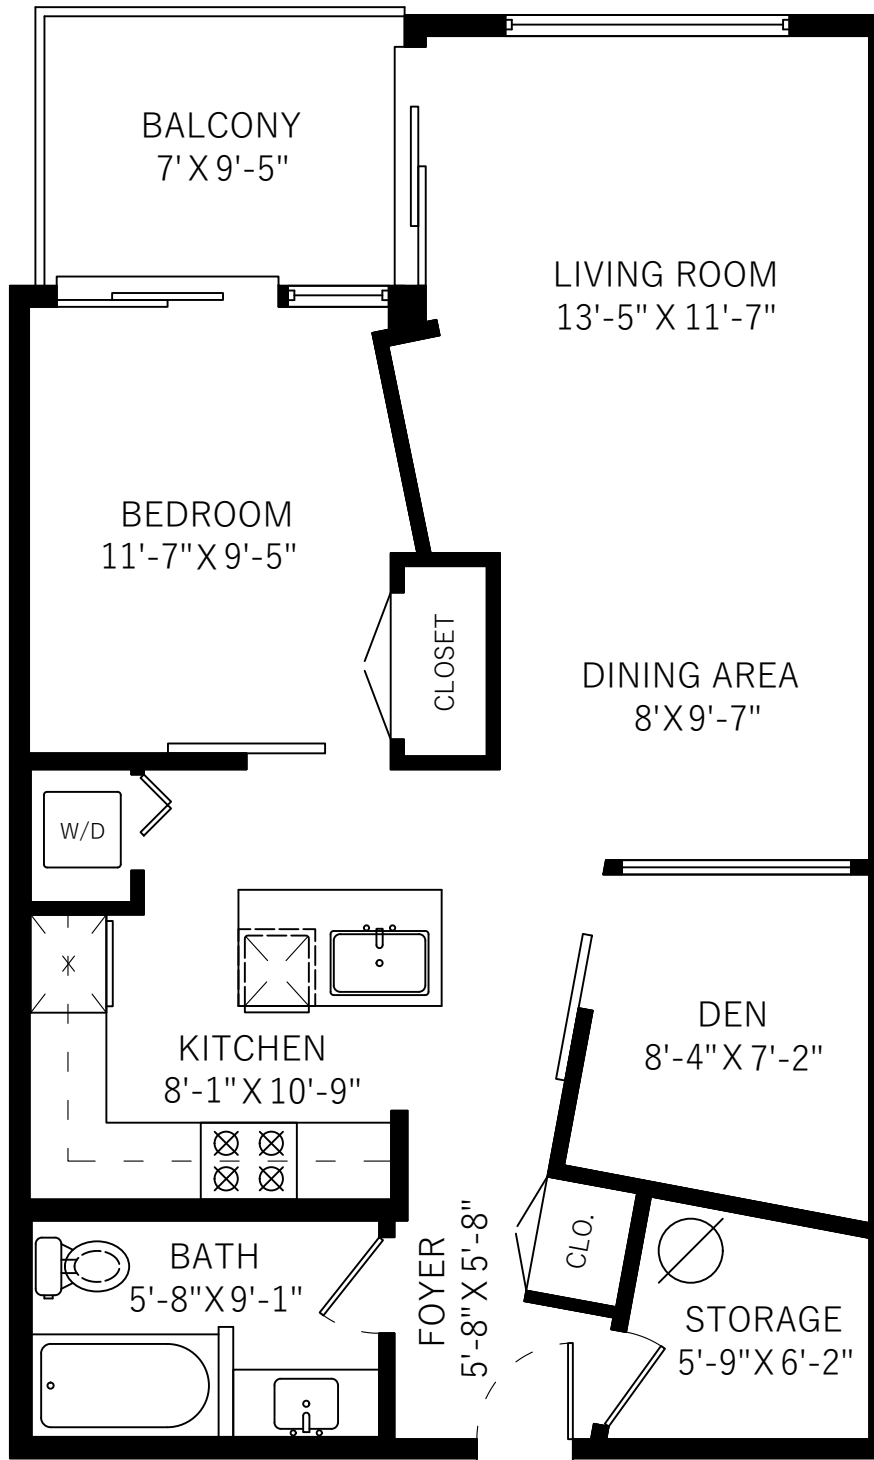 BALCONY
7' X 9'-5"
LIVING ROOM
13'-5" X 11'-7"
BEDROOM
11'-7" X 9'-5"
CLOSET
DINING AREA
8' X 9'-7"
W/D
DEN
8'-4" X 7'-2"
KITCHEN
8'-1" X 10'-9"
BATH
5'-8" X 9'-1"
FOYER
5'-8" X 5'-8"
CLO.
STORAGE
5'-9" X 6'-2"